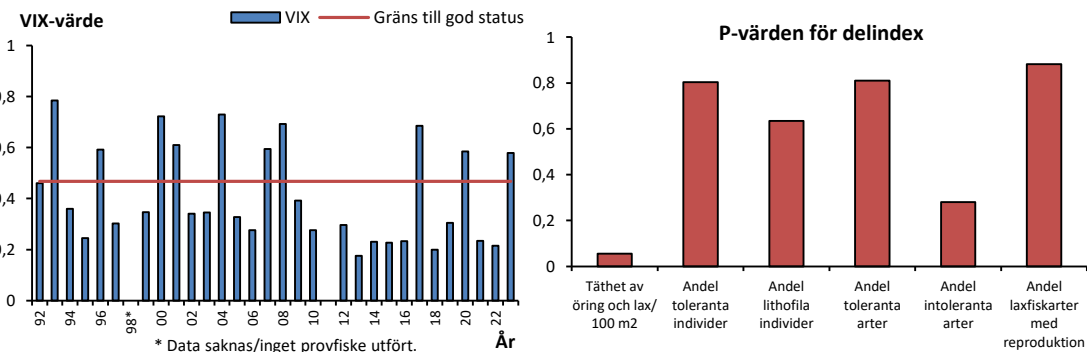 VIX-värde
VIX
Gräns till god status
1
0,8
0,6
0,4
0,2
0
92
94
96
98*
00
02
04
06
08
10
12
14
16
18
20
22
År
* Data saknas/inget provfiske utfört.
P-värden för delindex
1
0,8
0,6
0,4
0,2
0
Täthet av
öring och lax/
100 m2
Andel
toleranta
individer
Andel
lithofila
individer
Andel
toleranta
arter
Andel
intoleranta
arter
Andel
laxfiskarter
med
reproduktion